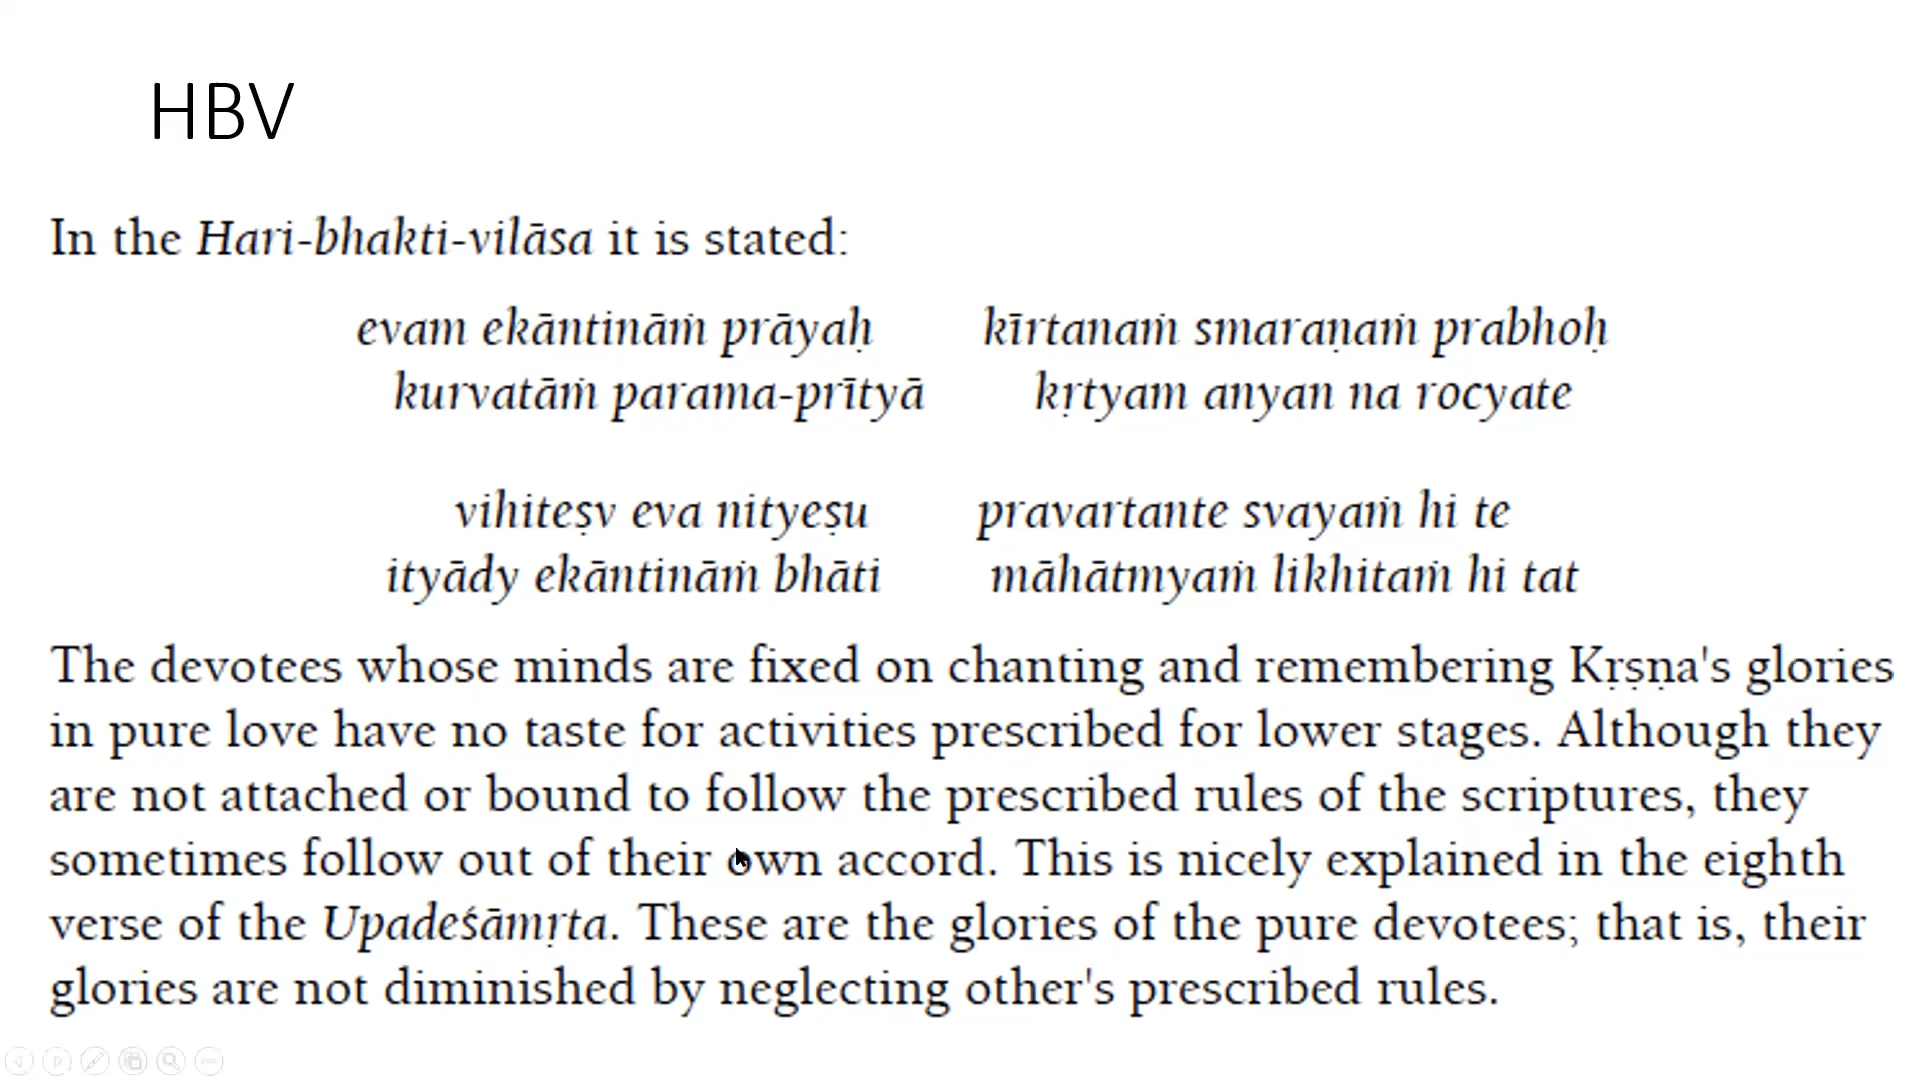 HBV
In the Hari-bhakti-vilāsa it is stated:
evam ekāntināṁ prāyaḥ kīrtanaṁ smaraṇaṁ prabhoḥ
kurvatāṁ parama-prītyā kṛtyam anyan na rocyate
vihiteṣv eva nityeṣu pravartante svayaṁ hi te
ityādy ekāntināṁ bhāti māhātmyaṁ likhitaṁ hi tat
The devotees whose minds are fixed on chanting and remembering Kṛṣṇa's glories
in pure love have no taste for activities prescribed for lower stages. Although they
are not attached or bound to follow the prescribed rules of the scriptures, they
sometimes follow out of their own accord. This is nicely explained in the eighth
verse of the Upadeśāmṛta. These are the glories of the pure devotees; that is, their
glories are not diminished by neglecting other's prescribed rules.